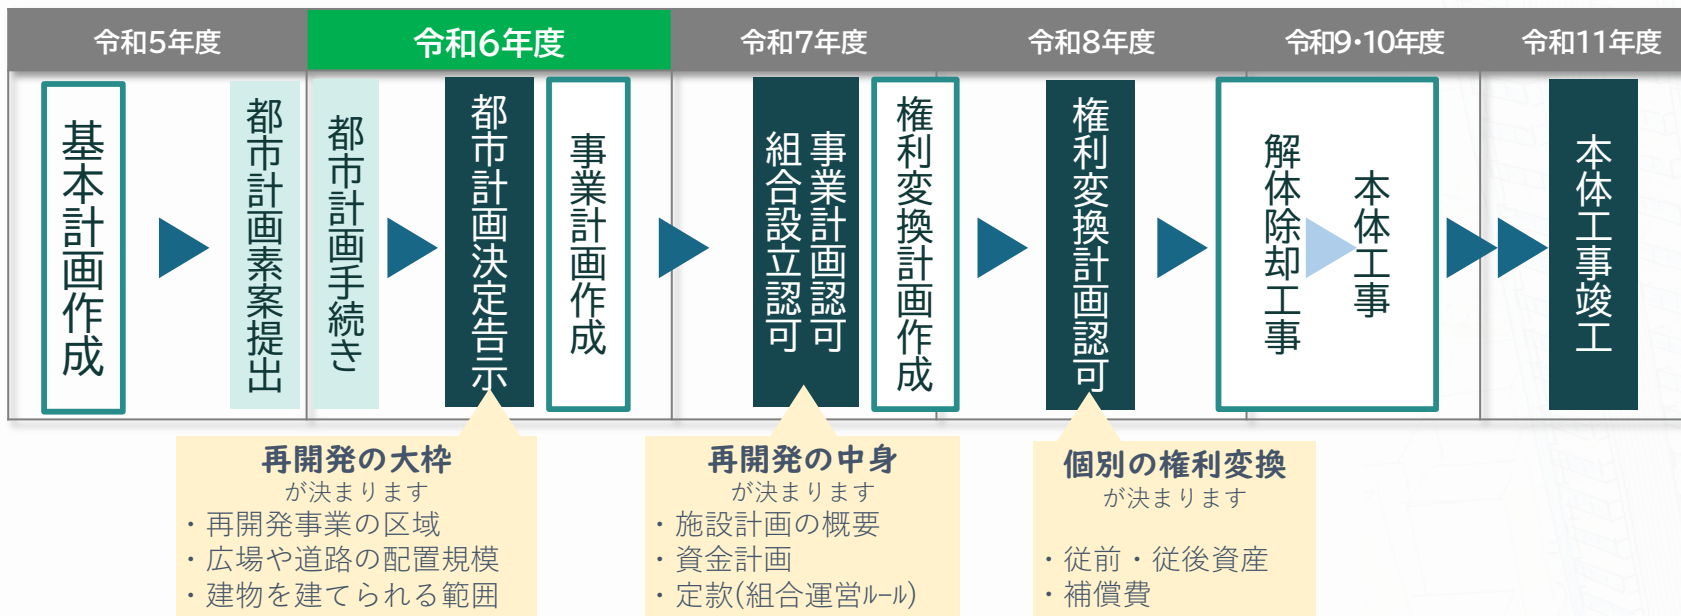 令和5年度
令和6年度
令和7年度
令和8年度
令和9・10年度
令和11年度
基本計画作成
都市計画素案提出
都市計画手続き
都市計画決定告示
事業計画作成
事業計画認可
組合設立認可
権利変換計画作成
権利変換計画認可
解体除却工事
本体工事
本体工事竣工
再開発の大枠
が決まります
・再開発事業の区域
・広場や道路の配置規模
・建物を建てられる範囲
再開発の中身
が決まります
・施設計画の概要
・資金計画
・定款(組合運営ﾙｰﾙ)
個別の権利変換
が決まります
・従前・従後資産
・補償費